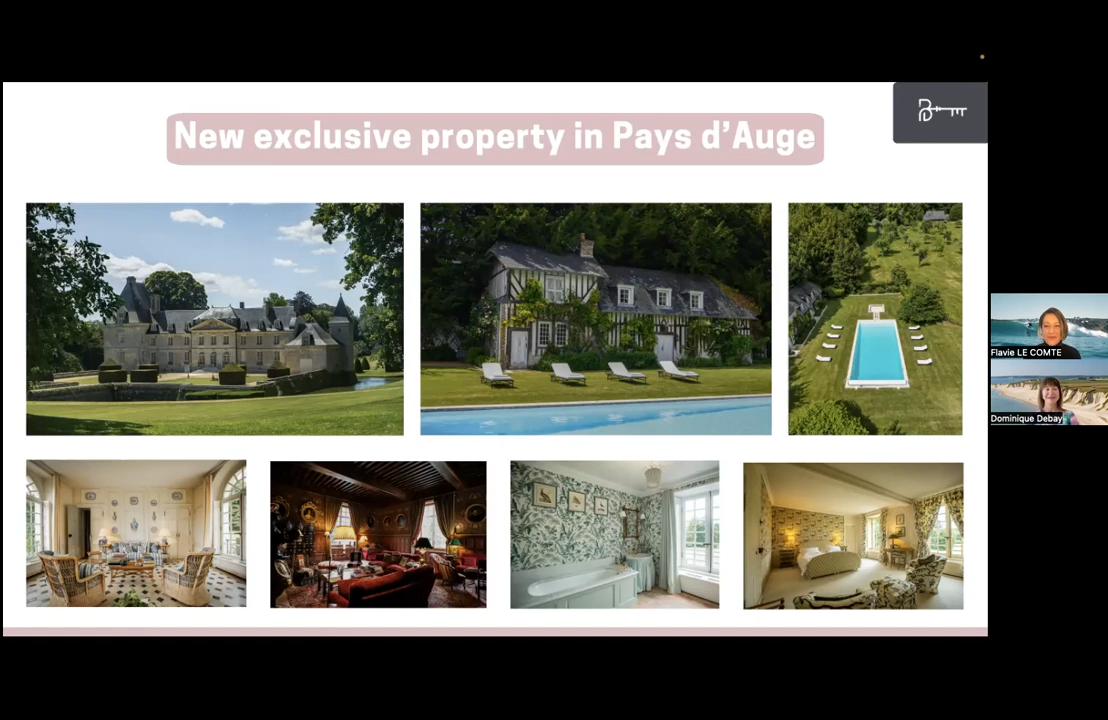 New exclusive property in Pays d’Auge
Flavie LE COMTE
Dominique Debay